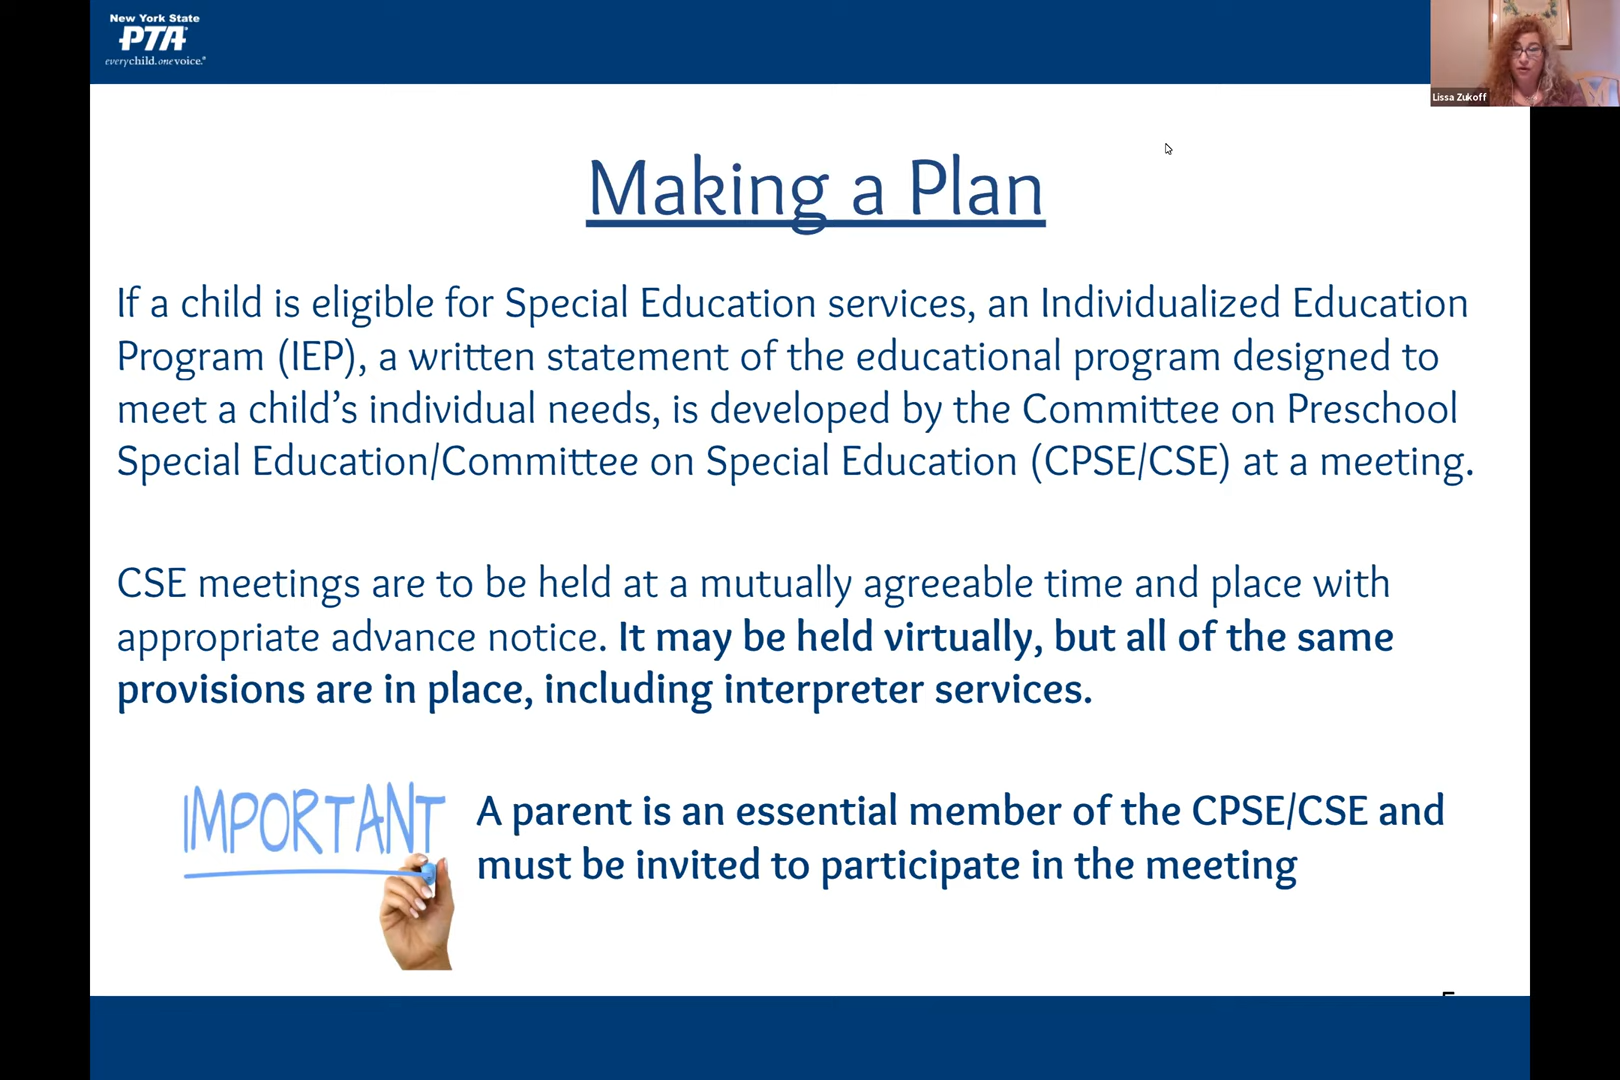 New York State
PTA
everychild.onevoice.®
Lissa Zukoff
Making a Plan
If a child is eligible for Special Education services, an Individualized Education
Program (IEP), a written statement of the educational program designed to
meet a child’s individual needs, is developed by the Committee on Preschool
Special Education/Committee on Special Education (CPSE/CSE) at a meeting.
CSE meetings are to be held at a mutually agreeable time and place with
appropriate advance notice. It may be held virtually, but all of the same
provisions are in place, including interpreter services.
IMPORTANT
A parent is an essential member of the CPSE/CSE and
must be invited to participate in the meeting